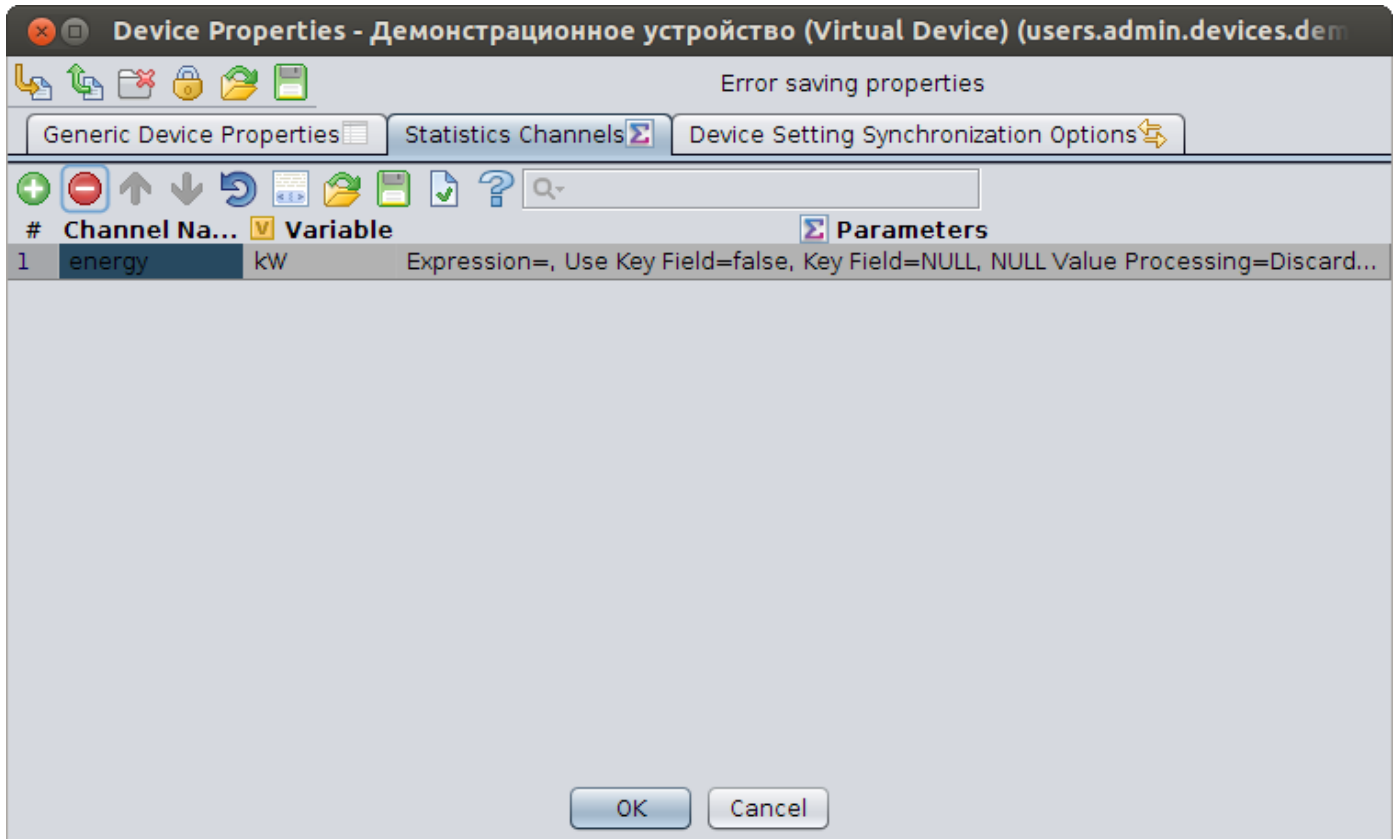 Device Properties - Демонстрационное устройство (Virtual Device) (users.admin.devices.dem
Error saving properties
Generic Device Properties Statistics Channels Device Setting Synchronization Options
# Channel Na... Variable Parameters
1 energy kW Expression=, Use Key Field=false, Key Field=NULL, NULL Value Processing=Discard...
OK Cancel